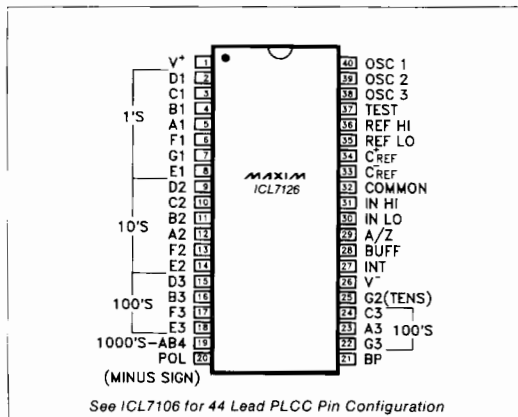 V+ 1 40 OSC 1
D1 2 39 OSC 2
C1 3 38 OSC 3
B1 4 37 TEST
1'S A1 5 36 REF HI
F1 6 35 REF LO
G1 7 34 C+REF
E1 8 MAXIM 33 C-REF
D2 9 ICL7126 32 COMMON
C2 10 31 IN HI
B2 11 30 IN LO
10'S A2 12 29 A/Z
F2 13 28 BUFF
E2 14 27 INT
D3 15 26 V-
B3 16 25 G2(TENS)
100'S F3 17 24 C3
E3 18 23 A3 100'S
1000'S-AB4 19 22 G3
POL 20 21 BP
(MINUS SIGN)
See ICL7106 for 44 Lead PLCC Pin Configuration